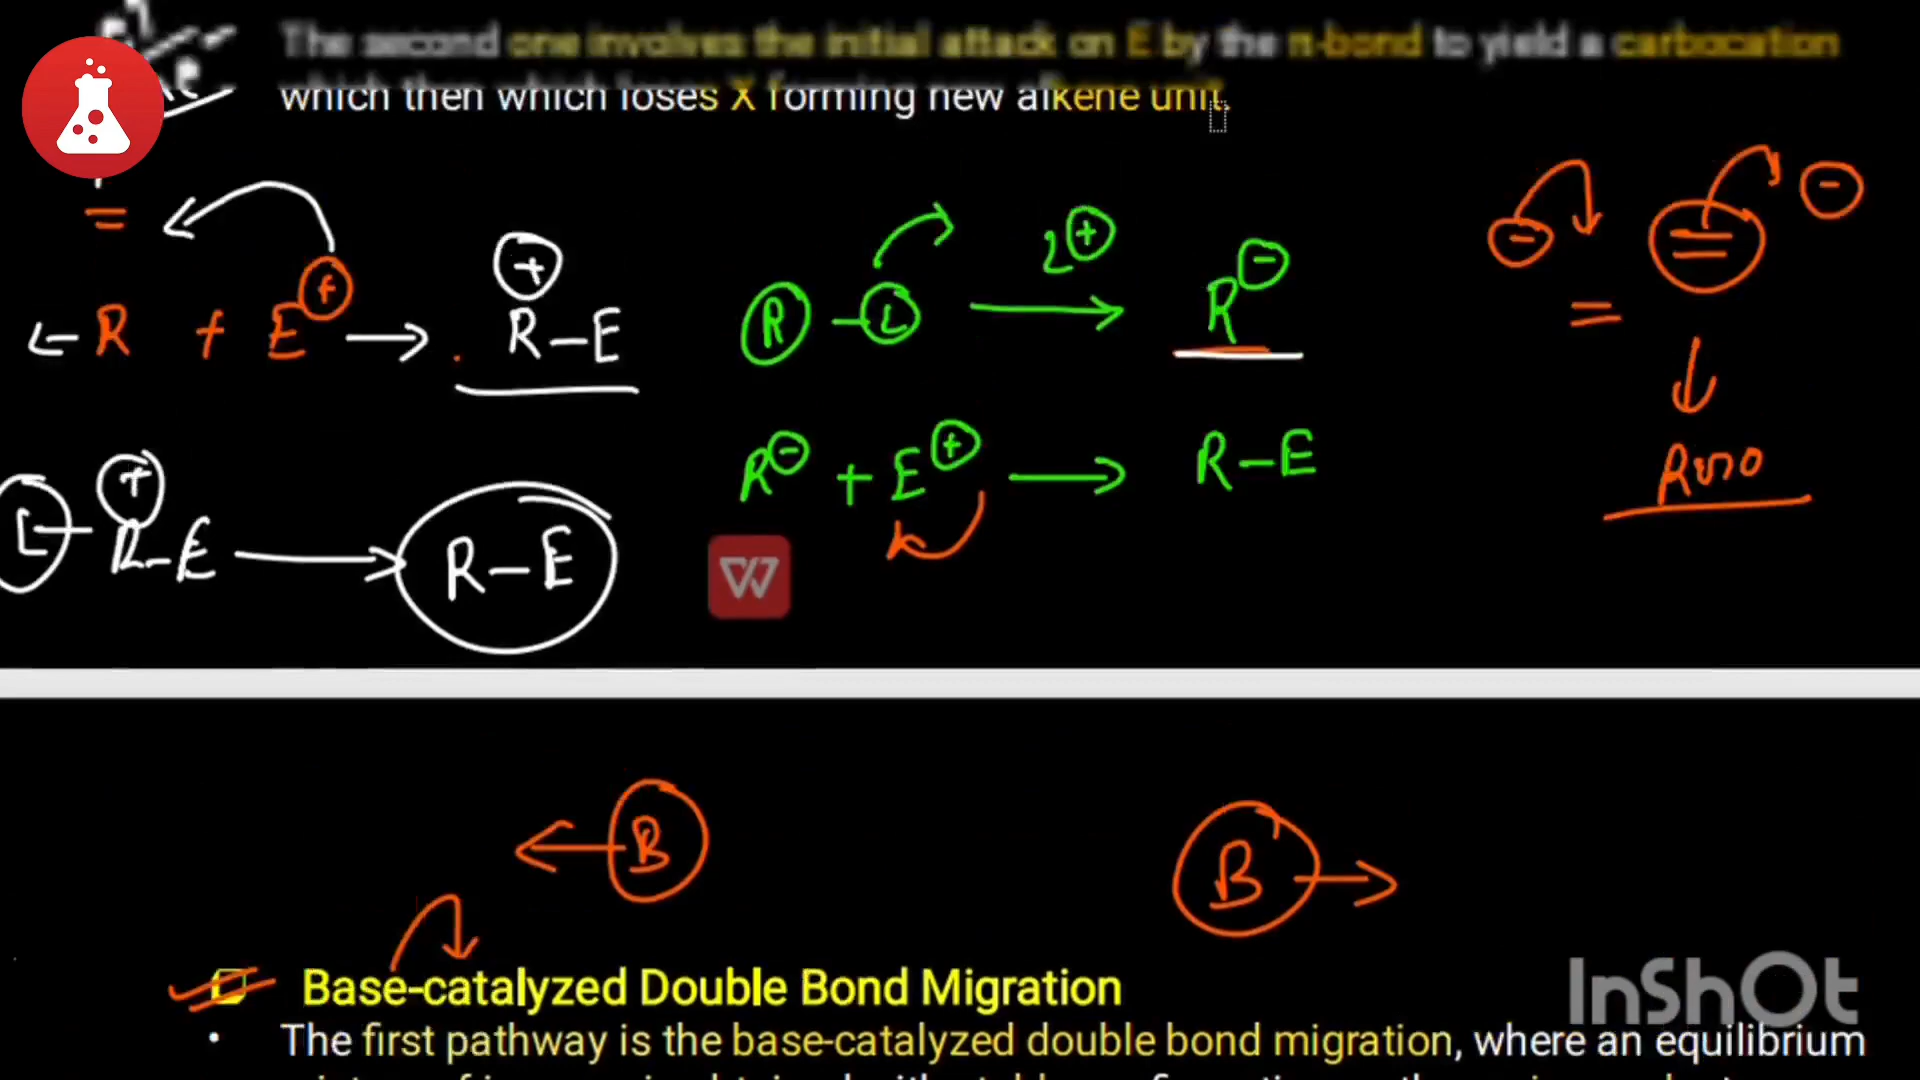 The second one involves the initial attack on E by the π-bond to yield a carbocation
which then which loses X forming new alkene unit.
=
R + E⊕ → ⊕R–E
L–⊕R–E → R–E
R–L → R⊖
R⊖ + E⊕ → R–E
⊖ = ⊖
=
B
B
Base-catalyzed Double Bond Migration
• The first pathway is the base-catalyzed double bond migration, where an equilibrium
InShOt